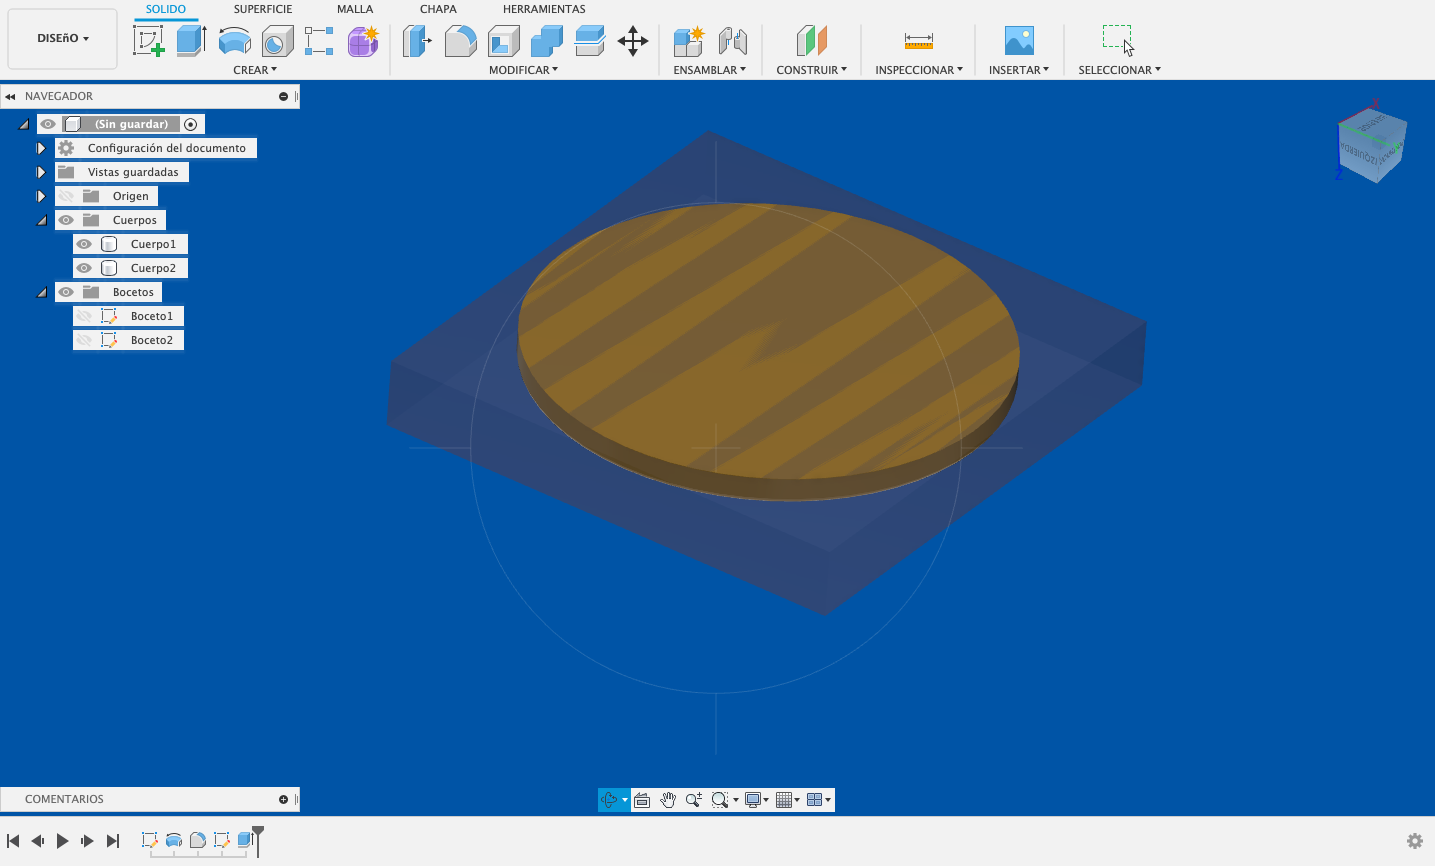 SOLIDO SUPERFICIE MALLA CHAPA HERRAMIENTAS
DISEñO
CREAR MODIFICAR ENSAMBLAR CONSTRUIR INSPECCIONAR INSERTAR SELECCIONAR
NAVEGADOR
(Sin guardar)
Configuración del documento
Vistas guardadas
Origen
Cuerpos
Cuerpo1
Cuerpo2
Bocetos
Boceto1
Boceto2
X
Z
IZQUIERDA
COMENTARIOS